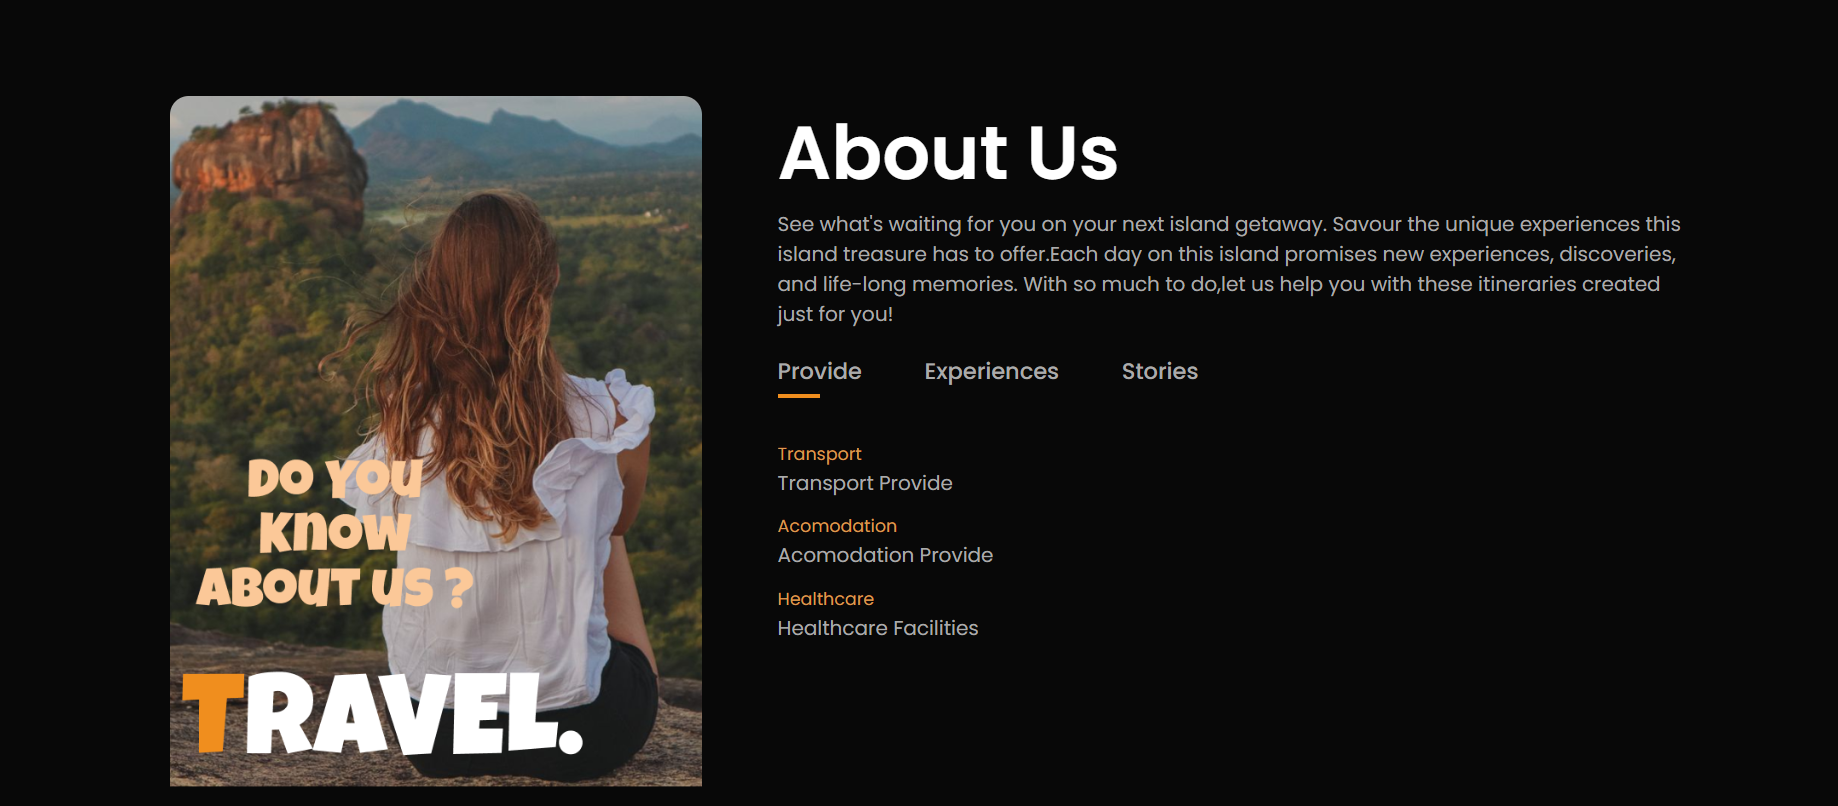 DO YOU
KNOW
ABOUT US ?
TRAVEL.
About Us
See what's waiting for you on your next island getaway. Savour the unique experiences this
island treasure has to offer.Each day on this island promises new experiences, discoveries,
and life-long memories. With so much to do,let us help you with these itineraries created
just for you!
Provide Experiences Stories
Transport
Transport Provide
Acomodation
Acomodation Provide
Healthcare
Healthcare Facilities